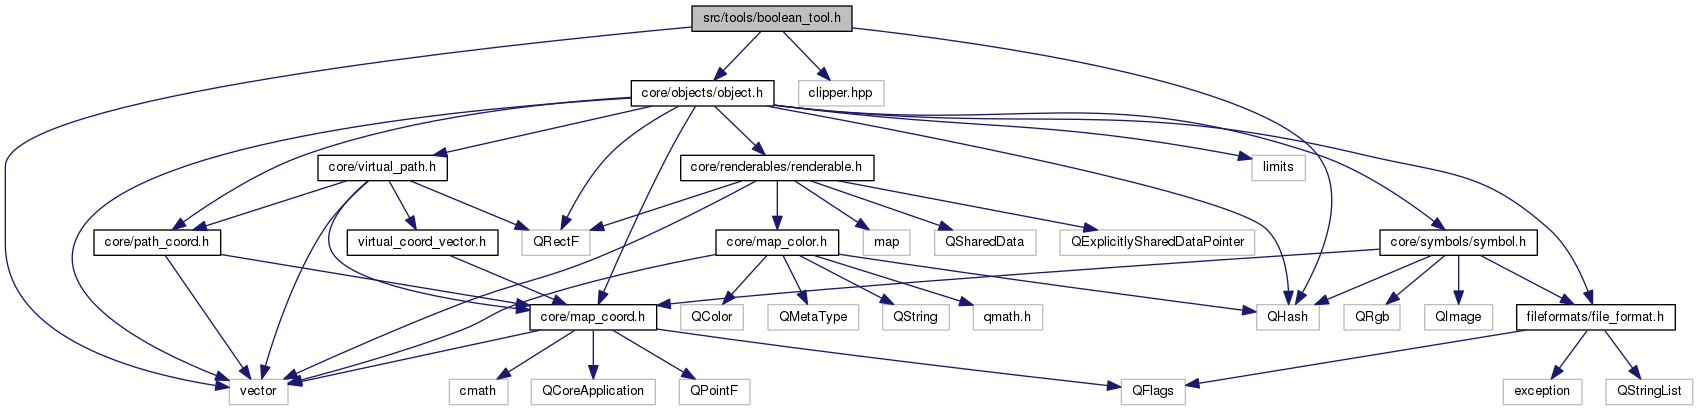 src/tools/boolean_tool.h
core/objects/object.h
clipper.hpp
core/virtual_path.h
core/renderables/renderable.h
limits
core/path_coord.h
virtual_coord_vector.h
QRectF
core/map_color.h
map
QSharedData
QExplicitlySharedDataPointer
core/symbols/symbol.h
core/map_coord.h
QColor
QMetaType
QString
qmath.h
QHash
QRgb
QImage
fileformats/file_format.h
vector
cmath
QCoreApplication
QPointF
QFlags
exception
QStringList